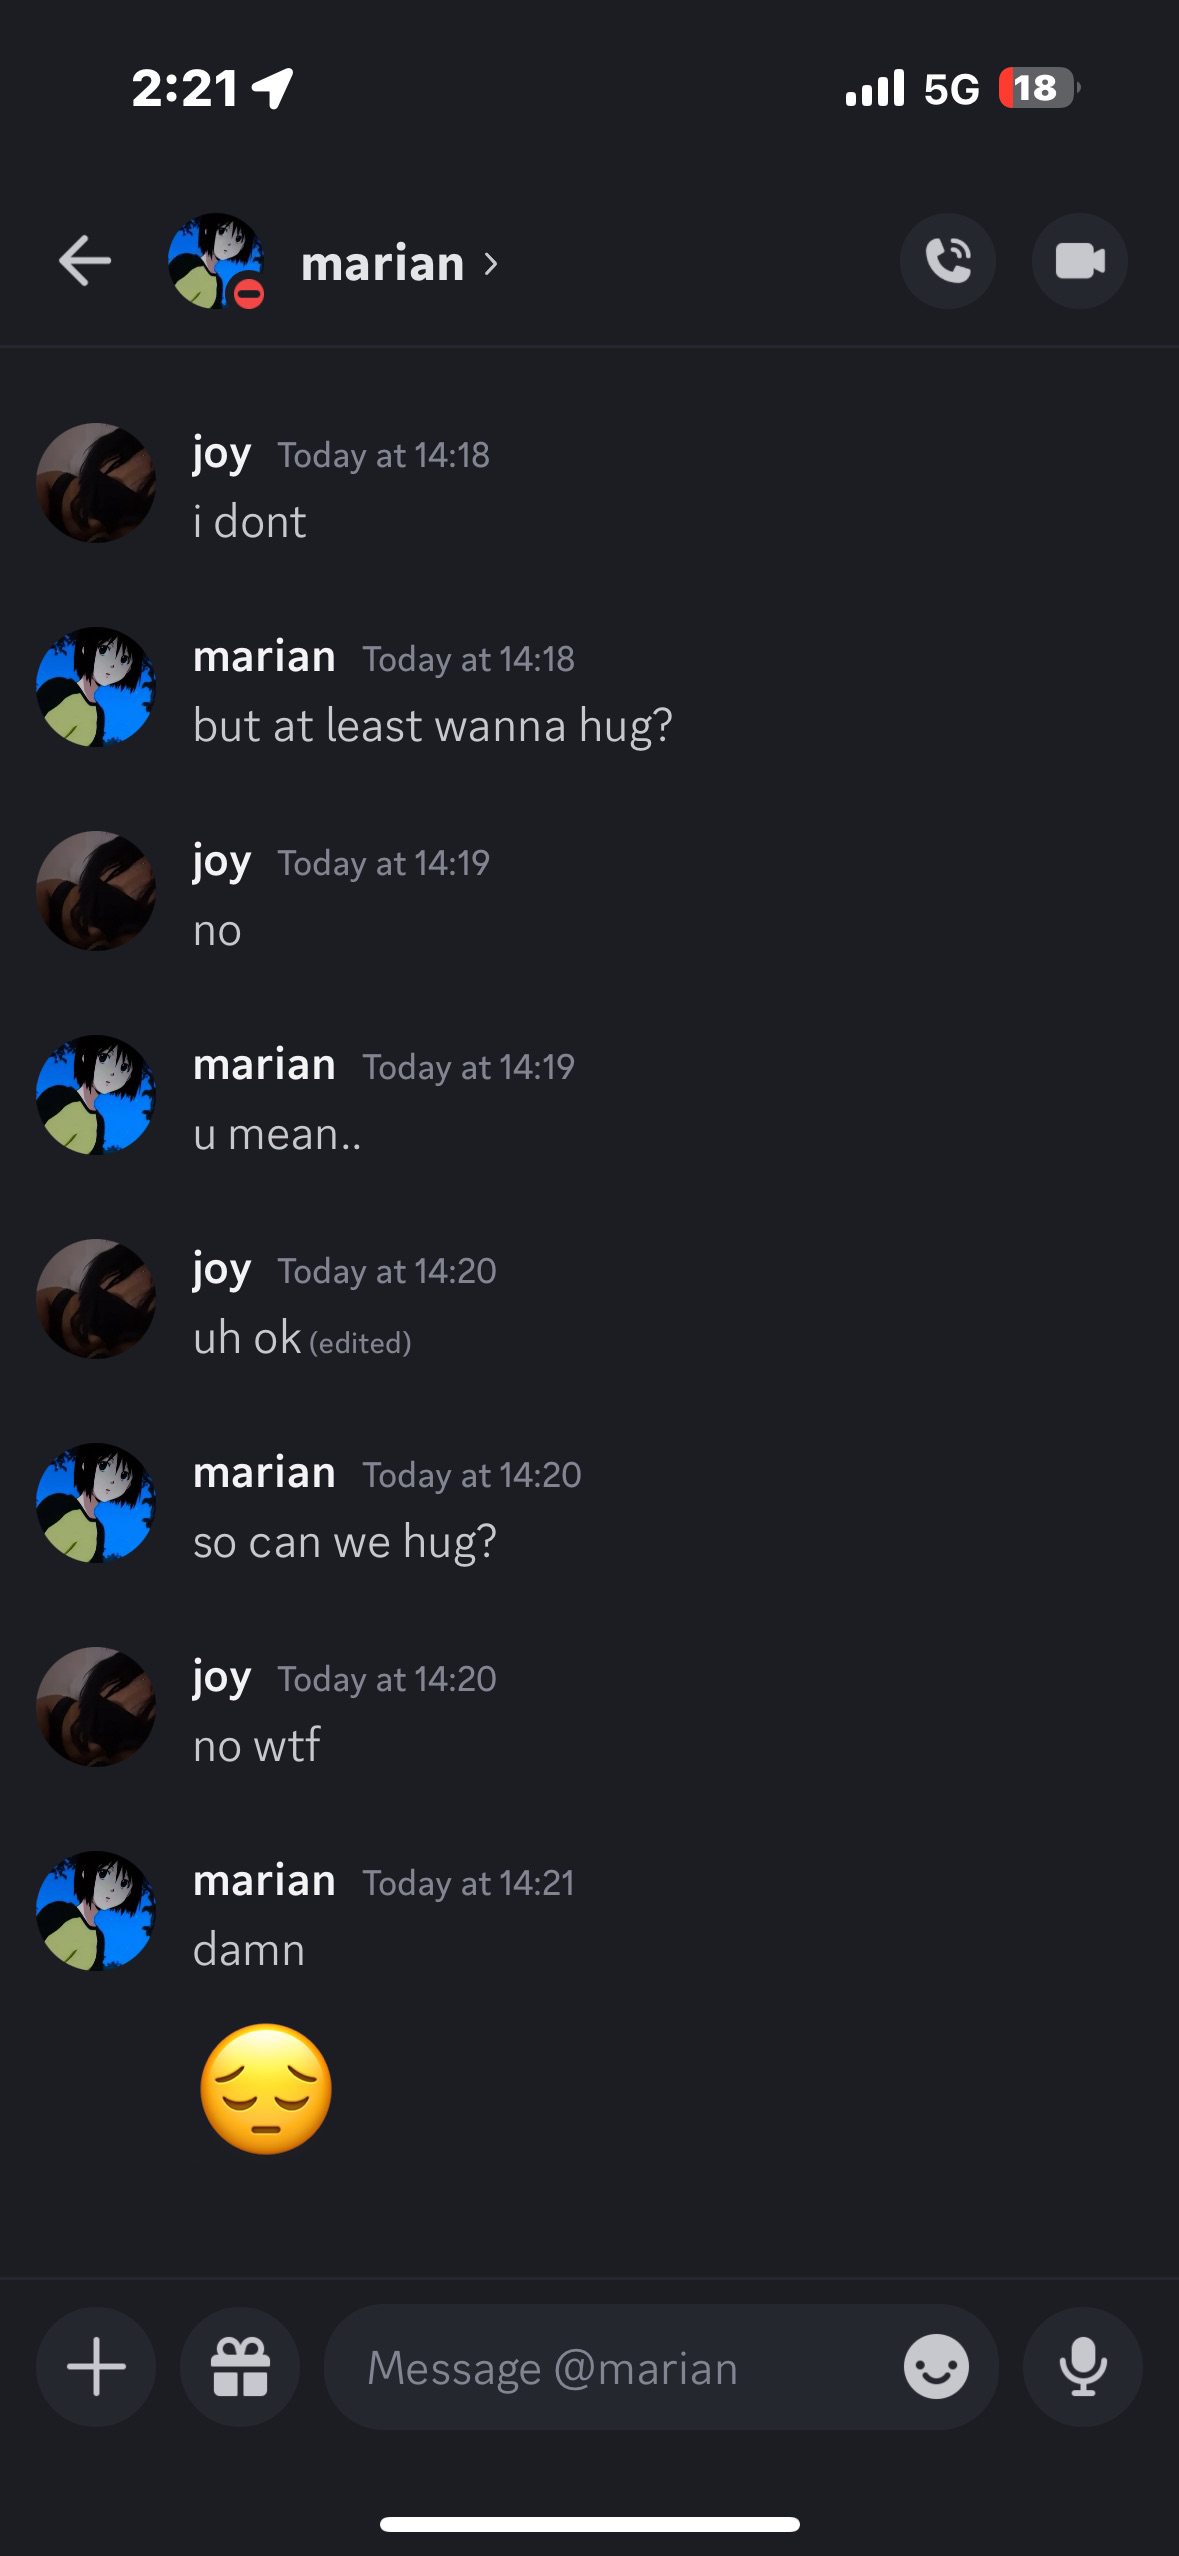 2:21 5G 18
marian
joy Today at 14:18
i dont
marian Today at 14:18
but at least wanna hug?
joy Today at 14:19
no
marian Today at 14:19
u mean..
joy Today at 14:20
uh ok (edited)
marian Today at 14:20
so can we hug?
joy Today at 14:20
no wtf
marian Today at 14:21
damn
Message @marian